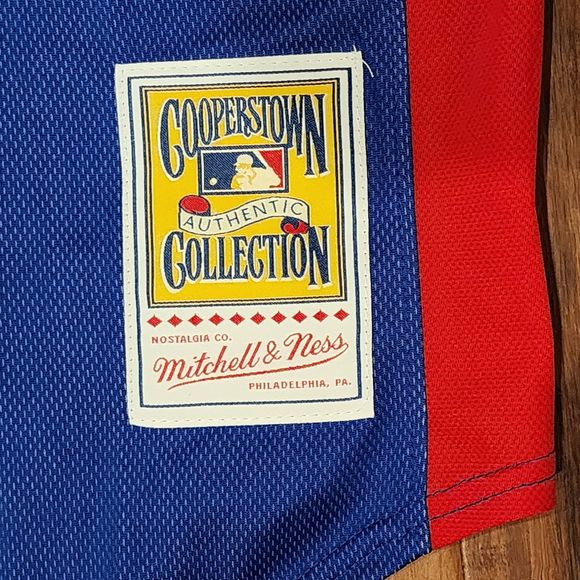 COOPERSTOWN
AUTHENTIC
COLLECTION
NOSTALGIA CO.
Mitchell & Ness
PHILADELPHIA, PA.